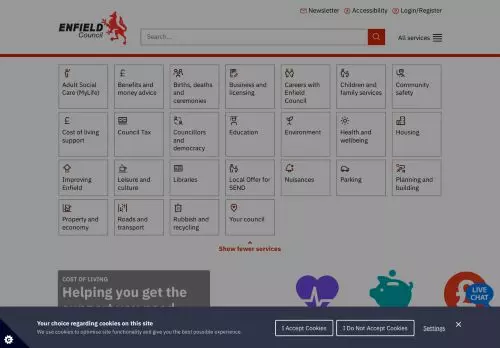 Newsletter Accessibility Login/Register
ENFIELD
Council
Search...
All services
Adult Social
Care (MyLife)
Benefits and
money advice
Births, deaths
and
ceremonies
Business and
licensing
Careers with
Enfield
Council
Children and
family services
Community
safety
Cost of living
support
Council Tax
Councillors
and
democracy
Education
Environment
Health and
wellbeing
Housing
Improving
Enfield
Leisure and
culture
Libraries
Local Offer for
SEND
Nuisances
Parking
Planning and
building
Property and
economy
Roads and
transport
Rubbish and
recycling
Your council
Show fewer services
COST OF LIVING
Helping you get the
support you need
LIVE
CHAT
Your choice regarding cookies on this site
We use cookies to optimise site functionality and give you the best possible experience.
I Accept Cookies
I Do Not Accept Cookies
Settings